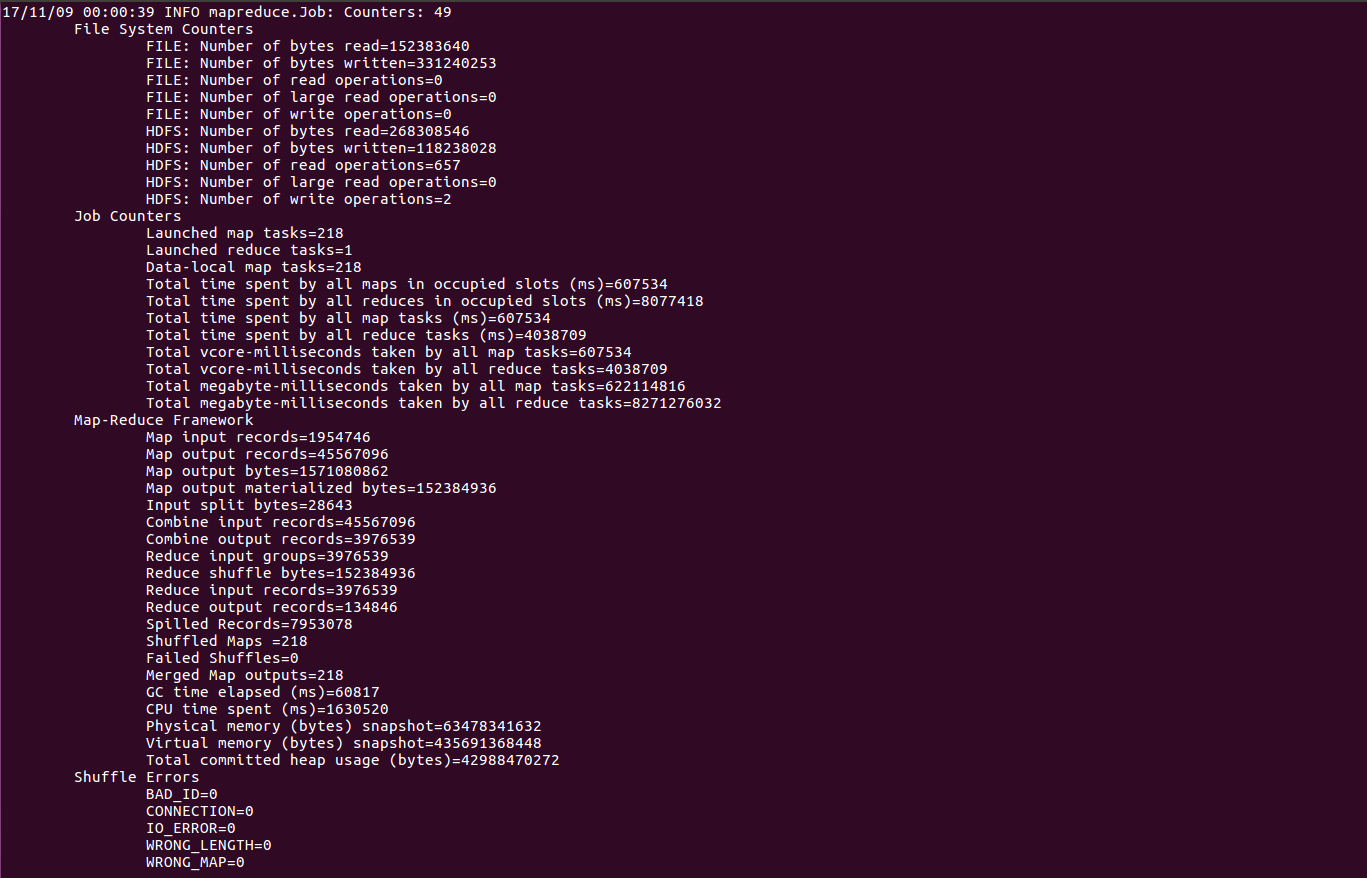 17/11/09 00:00:39 INFO mapreduce.Job: Counters: 49
File System Counters
FILE: Number of bytes read=152383640
FILE: Number of bytes written=331240253
FILE: Number of read operations=0
FILE: Number of large read operations=0
FILE: Number of write operations=0
HDFS: Number of bytes read=268308546
HDFS: Number of bytes written=118238028
HDFS: Number of read operations=657
HDFS: Number of large read operations=0
HDFS: Number of write operations=2
Job Counters
Launched map tasks=218
Launched reduce tasks=1
Data-local map tasks=218
Total time spent by all maps in occupied slots (ms)=607534
Total time spent by all reduces in occupied slots (ms)=8077418
Total time spent by all map tasks (ms)=607534
Total time spent by all reduce tasks (ms)=4038709
Total vcore-milliseconds taken by all map tasks=607534
Total vcore-milliseconds taken by all reduce tasks=4038709
Total megabyte-milliseconds taken by all map tasks=622114816
Total megabyte-milliseconds taken by all reduce tasks=8271276032
Map-Reduce Framework
Map input records=1954746
Map output records=45567096
Map output bytes=1571080862
Map output materialized bytes=152384936
Input split bytes=28643
Combine input records=45567096
Combine output records=3976539
Reduce input groups=3976539
Reduce shuffle bytes=152384936
Reduce input records=3976539
Reduce output records=134846
Spilled Records=7953078
Shuffled Maps =218
Failed Shuffles=0
Merged Map outputs=218
GC time elapsed (ms)=60817
CPU time spent (ms)=1630520
Physical memory (bytes) snapshot=63478341632
Virtual memory (bytes) snapshot=435691368448
Total committed heap usage (bytes)=42988470272
Shuffle Errors
BAD_ID=0
CONNECTION=0
IO_ERROR=0
WRONG_LENGTH=0
WRONG_MAP=0